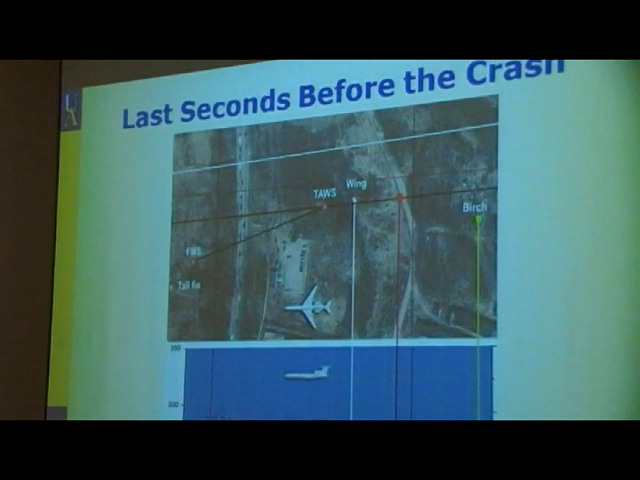 Last Seconds Before the Crash
TAWS
Wing
Birch
FMS
Tail fin
350
300